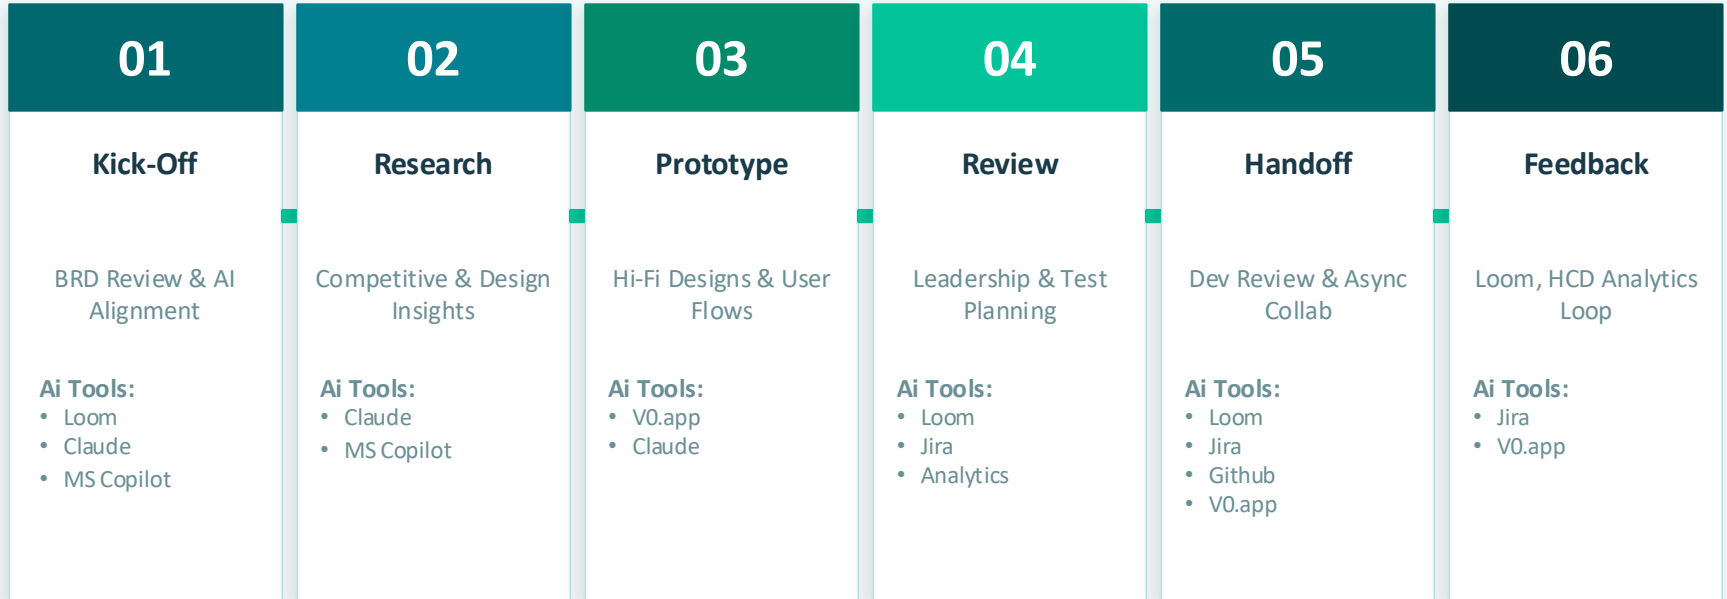 01
Kick-Off
BRD Review & AI
Alignment
Ai Tools:
• Loom
• Claude
• MS Copilot
02
Research
Competitive & Design
Insights
Ai Tools:
• Claude
• MS Copilot
03
Prototype
Hi-Fi Designs & User
Flows
Ai Tools:
• V0.app
• Claude
04
Review
Leadership & Test
Planning
Ai Tools:
• Loom
• Jira
• Analytics
05
Handoff
Dev Review & Async
Collab
Ai Tools:
• Loom
• Jira
• Github
• V0.app
06
Feedback
Loom, HCD Analytics
Loop
Ai Tools:
• Jira
• V0.app